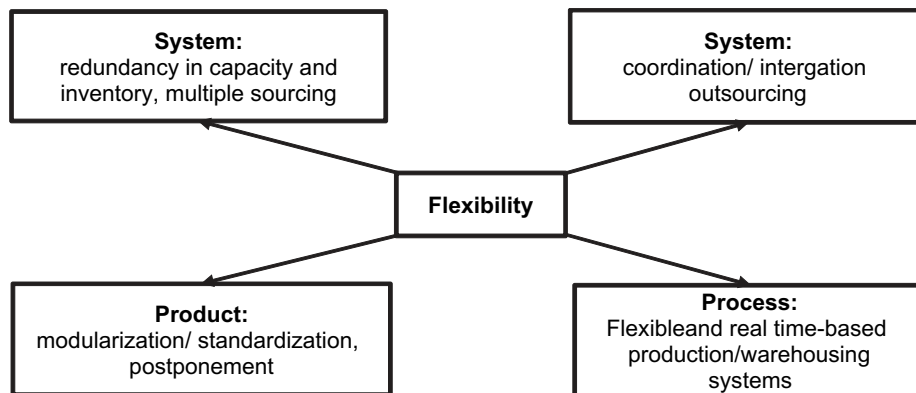 System:
redundancy in capacity and
inventory, multiple sourcing
System:
coordination/ intergation
outsourcing
Flexibility
Product:
modularization/ standardization,
postponement
Process:
Flexibleand real time-based
production/warehousing
systems